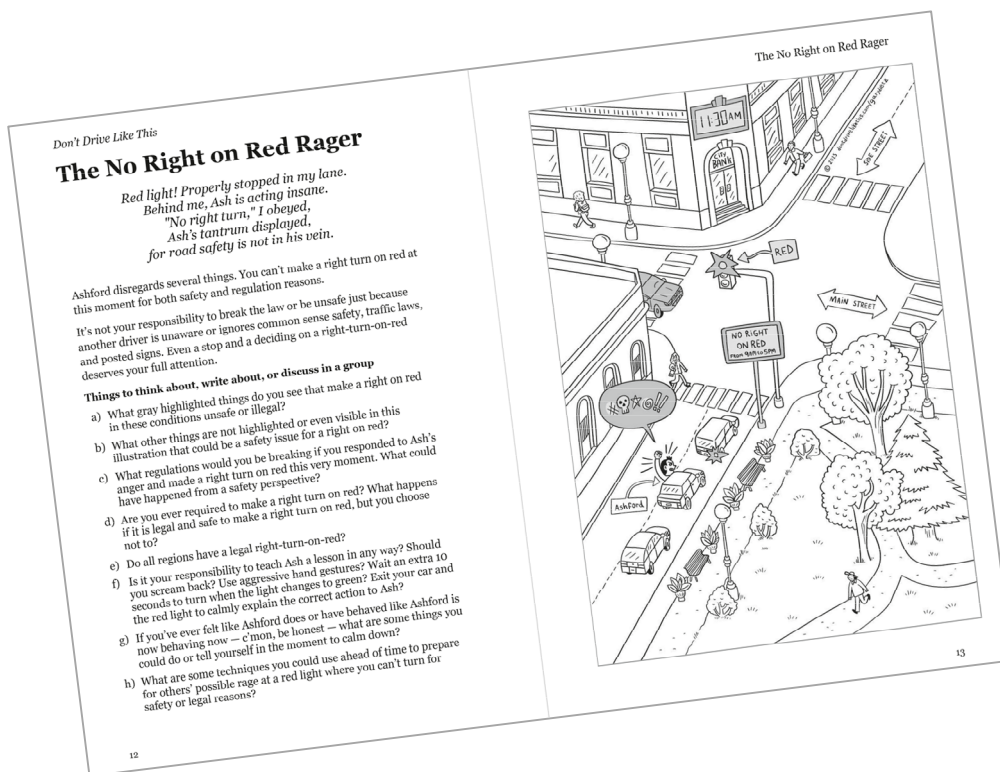 Don't Drive Like This
The No Right on Red Rager
Red light! Properly stopped in my lane.
Behind me, Ash is acting insane.
"No right turn," I obeyed,
Ash's tantrum displayed,
for road safety is not in his vein.
Ashford disregards several things. You can't make a right turn on red at
this moment for both safety and regulation reasons.
It's not your responsibility to break the law or be unsafe just because
another driver is unaware or ignores common sense safety, traffic laws,
and posted signs. Even a stop and a deciding on a right-turn-on-red
deserves your full attention.
Things to think about, write about, or discuss in a group
a) What gray highlighted things do you see that make a right on red
in these conditions unsafe or illegal?
b) What other things are not highlighted or even visible in this
illustration that could be a safety issue for a right on red?
c) What regulations would you be breaking if you responded to Ash's
anger and made a right turn on red this very moment. What could
have happened from a safety perspective?
d) Are you ever required to make a right turn on red? What happens
if it is legal and safe to make a right turn on red, but you choose
not to?
e) Do all regions have a legal right-turn-on-red?
f) Is it your responsibility to teach Ash a lesson in any way? Should
you scream back? Use aggressive hand gestures? Wait an extra 10
seconds to turn when the light changes to green? Exit your car and
the red light to calmly explain the correct action to Ash?
g) If you've ever felt like Ashford does or have behaved like Ashford is
now behaving now — c'mon, be honest — what are some things you
could do or tell yourself in the moment to calm down?
h) What are some techniques you could use ahead of time to prepare
for others' possible rage at a red light where you can't turn for
safety or legal reasons?
12
The No Right on Red Rager
11:30AM
CITY
BANK
SIDE STREET
RED
MAIN STREET
NO RIGHT
ON RED
FROM 9AM to 5PM
#☠*@!!
Ashford
13